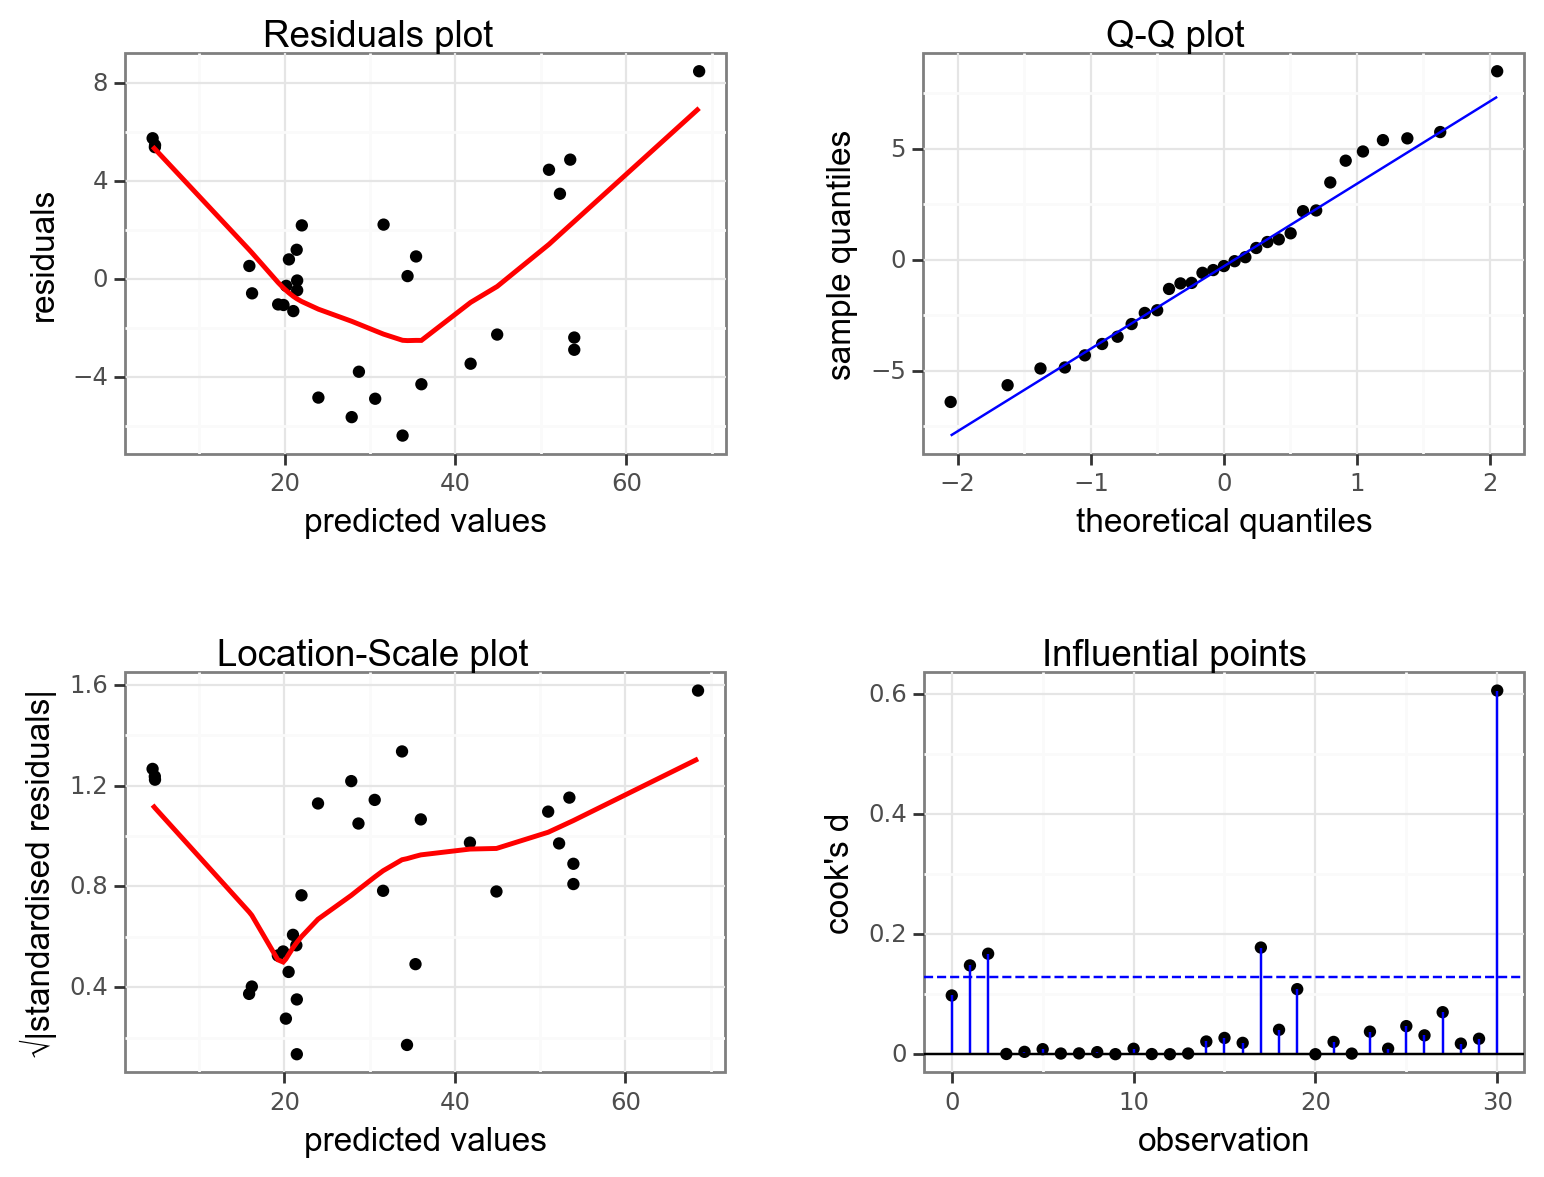 Residuals plot
8
4
0
−4
residuals
20 40 60
predicted values
Q-Q plot
5
0
−5
sample quantiles
−2 −1 0 1 2
theoretical quantiles
Location-Scale plot
1.6
1.2
0.8
0.4
√|standardised residuals|
20 40 60
predicted values
Influential points
0.6
0.4
0.2
0
cook's d
0 10 20 30
observation